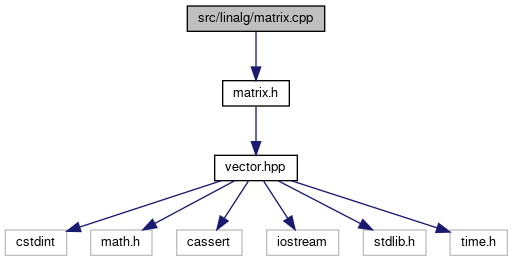 src/linalg/matrix.cpp
matrix.h
vector.hpp
cstdint
math.h
cassert
iostream
stdlib.h
time.h